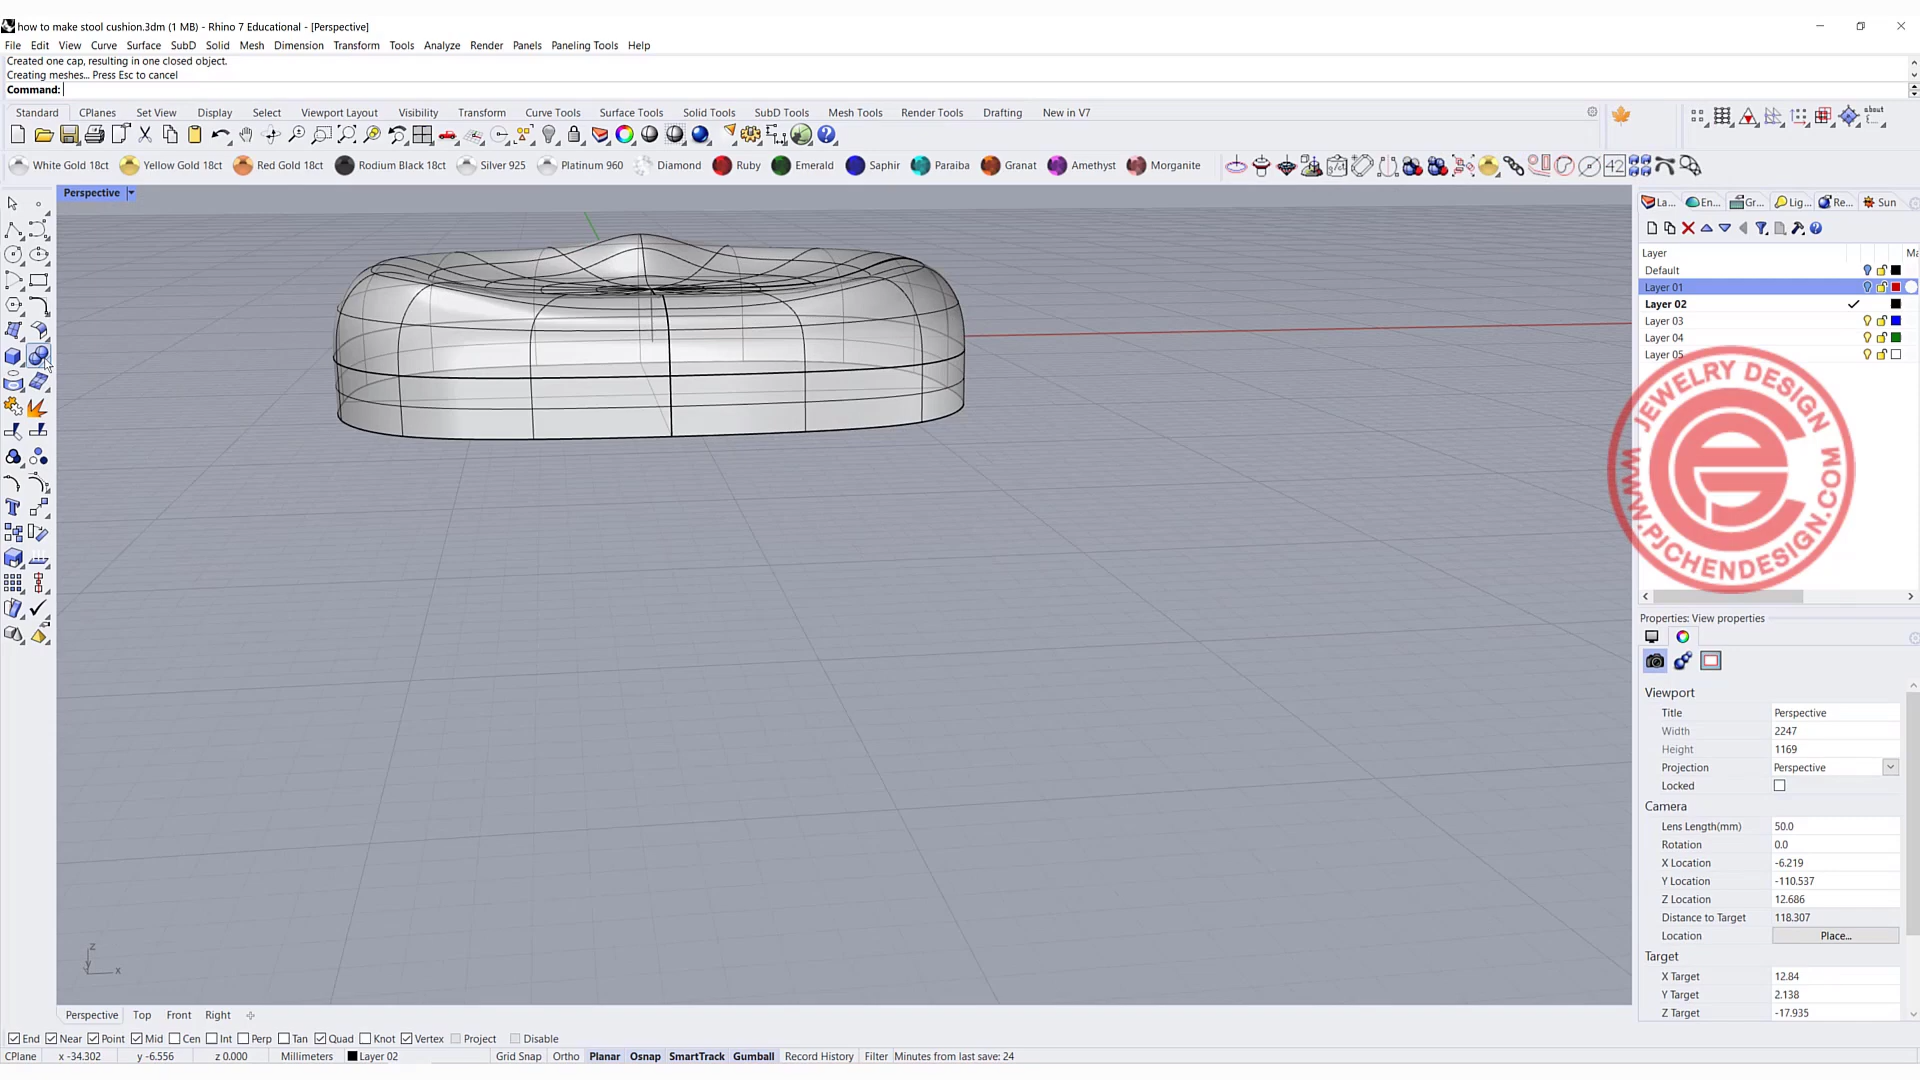 how to make stool cushion.3dm (1 MB) - Rhino 7 Educational - [Perspective]
File Edit View Curve Surface SubD Solid Mesh Dimension Transform Tools Analyze Render Panels Paneling Tools Help
Created one cap, resulting in one closed object.
Creating meshes... Press Esc to cancel
Command:
Standard CPlanes Set View Display Select Viewport Layout Visibility Transform Curve Tools Surface Tools Solid Tools SubD Tools Mesh Tools Render Tools Drafting New in V7
about
White Gold 18ct Yellow Gold 18ct Red Gold 18ct Rodium Black 18ct Silver 925 Platinum 960 Diamond Ruby Emerald Saphir Paraiba Granat Amethyst Morganite 42
Perspective
La... En... Gr... Lig... Re... Sun
Layer Ma
Default
Layer 01
Layer 02
Layer 03
Layer 04
Layer 05
JEWELRY DESIGN
WWW.PJCHENDESIGN.COM
Properties: View properties
Viewport
Title Perspective
Width 2247
Height 1169
Projection Perspective
Locked
Camera
Lens Length(mm) 50.0
Rotation 0.0
X Location -6.219
Y Location -110.537
Z Location 12.686
Distance to Target 118.307
Location Place...
Target
X Target 12.84
Y Target 2.138
Z Target -17.935
z
y x
Perspective Top Front Right
End Near Point Mid Cen Int Perp Tan Quad Knot Vertex Project Disable
CPlane x -34.302 y -6.556 z 0.000 Millimeters Layer 02 Grid Snap Ortho Planar Osnap SmartTrack Gumball Record History Filter Minutes from last save: 24